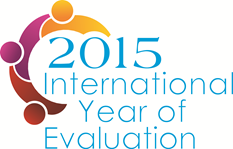 2015
International
Year of
Evaluation